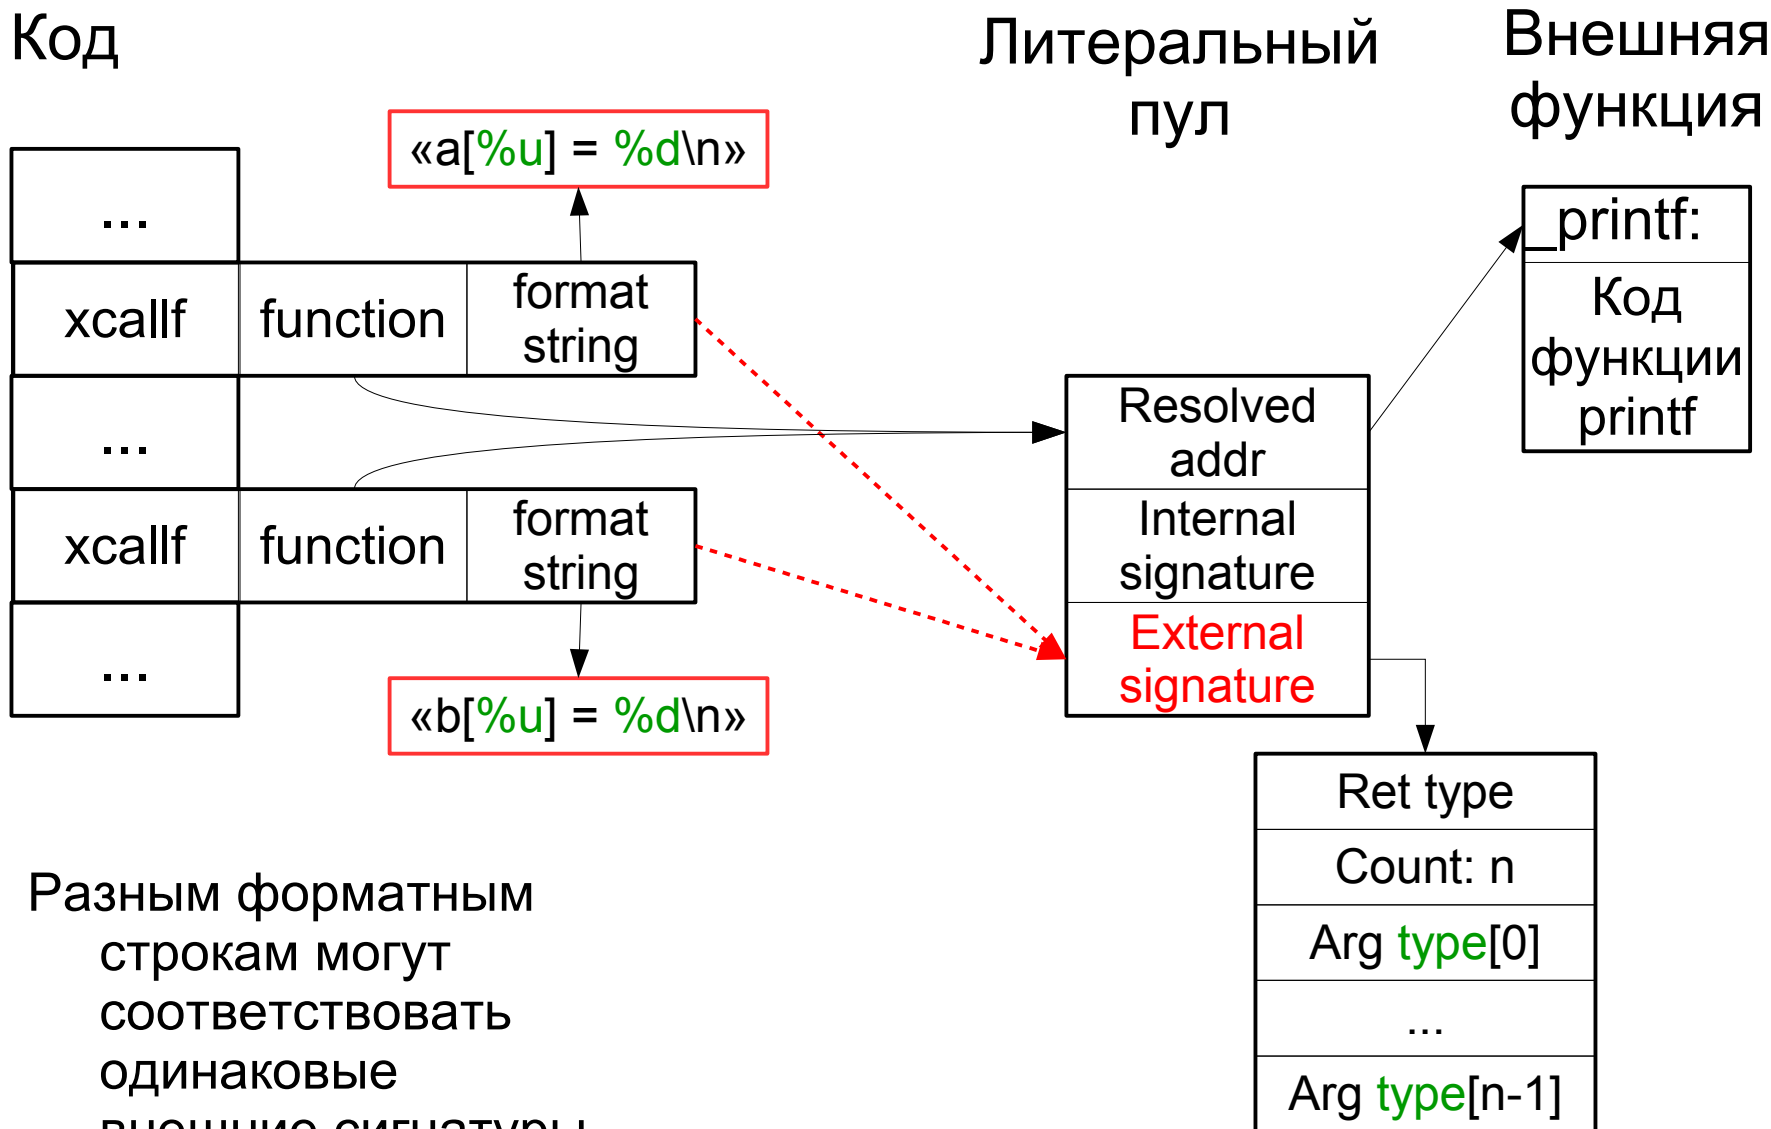 Код
Литеральный
пул
Внешняя
функция
«a[%u] = %d\n»
...
xcallf
function
format
string
...
xcallf
function
format
string
...
«b[%u] = %d\n»
Resolved
addr
Internal
signature
External
signature
_printf:
Код
функции
printf
Ret type
Count: n
Arg type[0]
...
Arg type[n-1]
Разным форматным
строкам могут
соответствовать
одинаковые
внешние сигнатуры